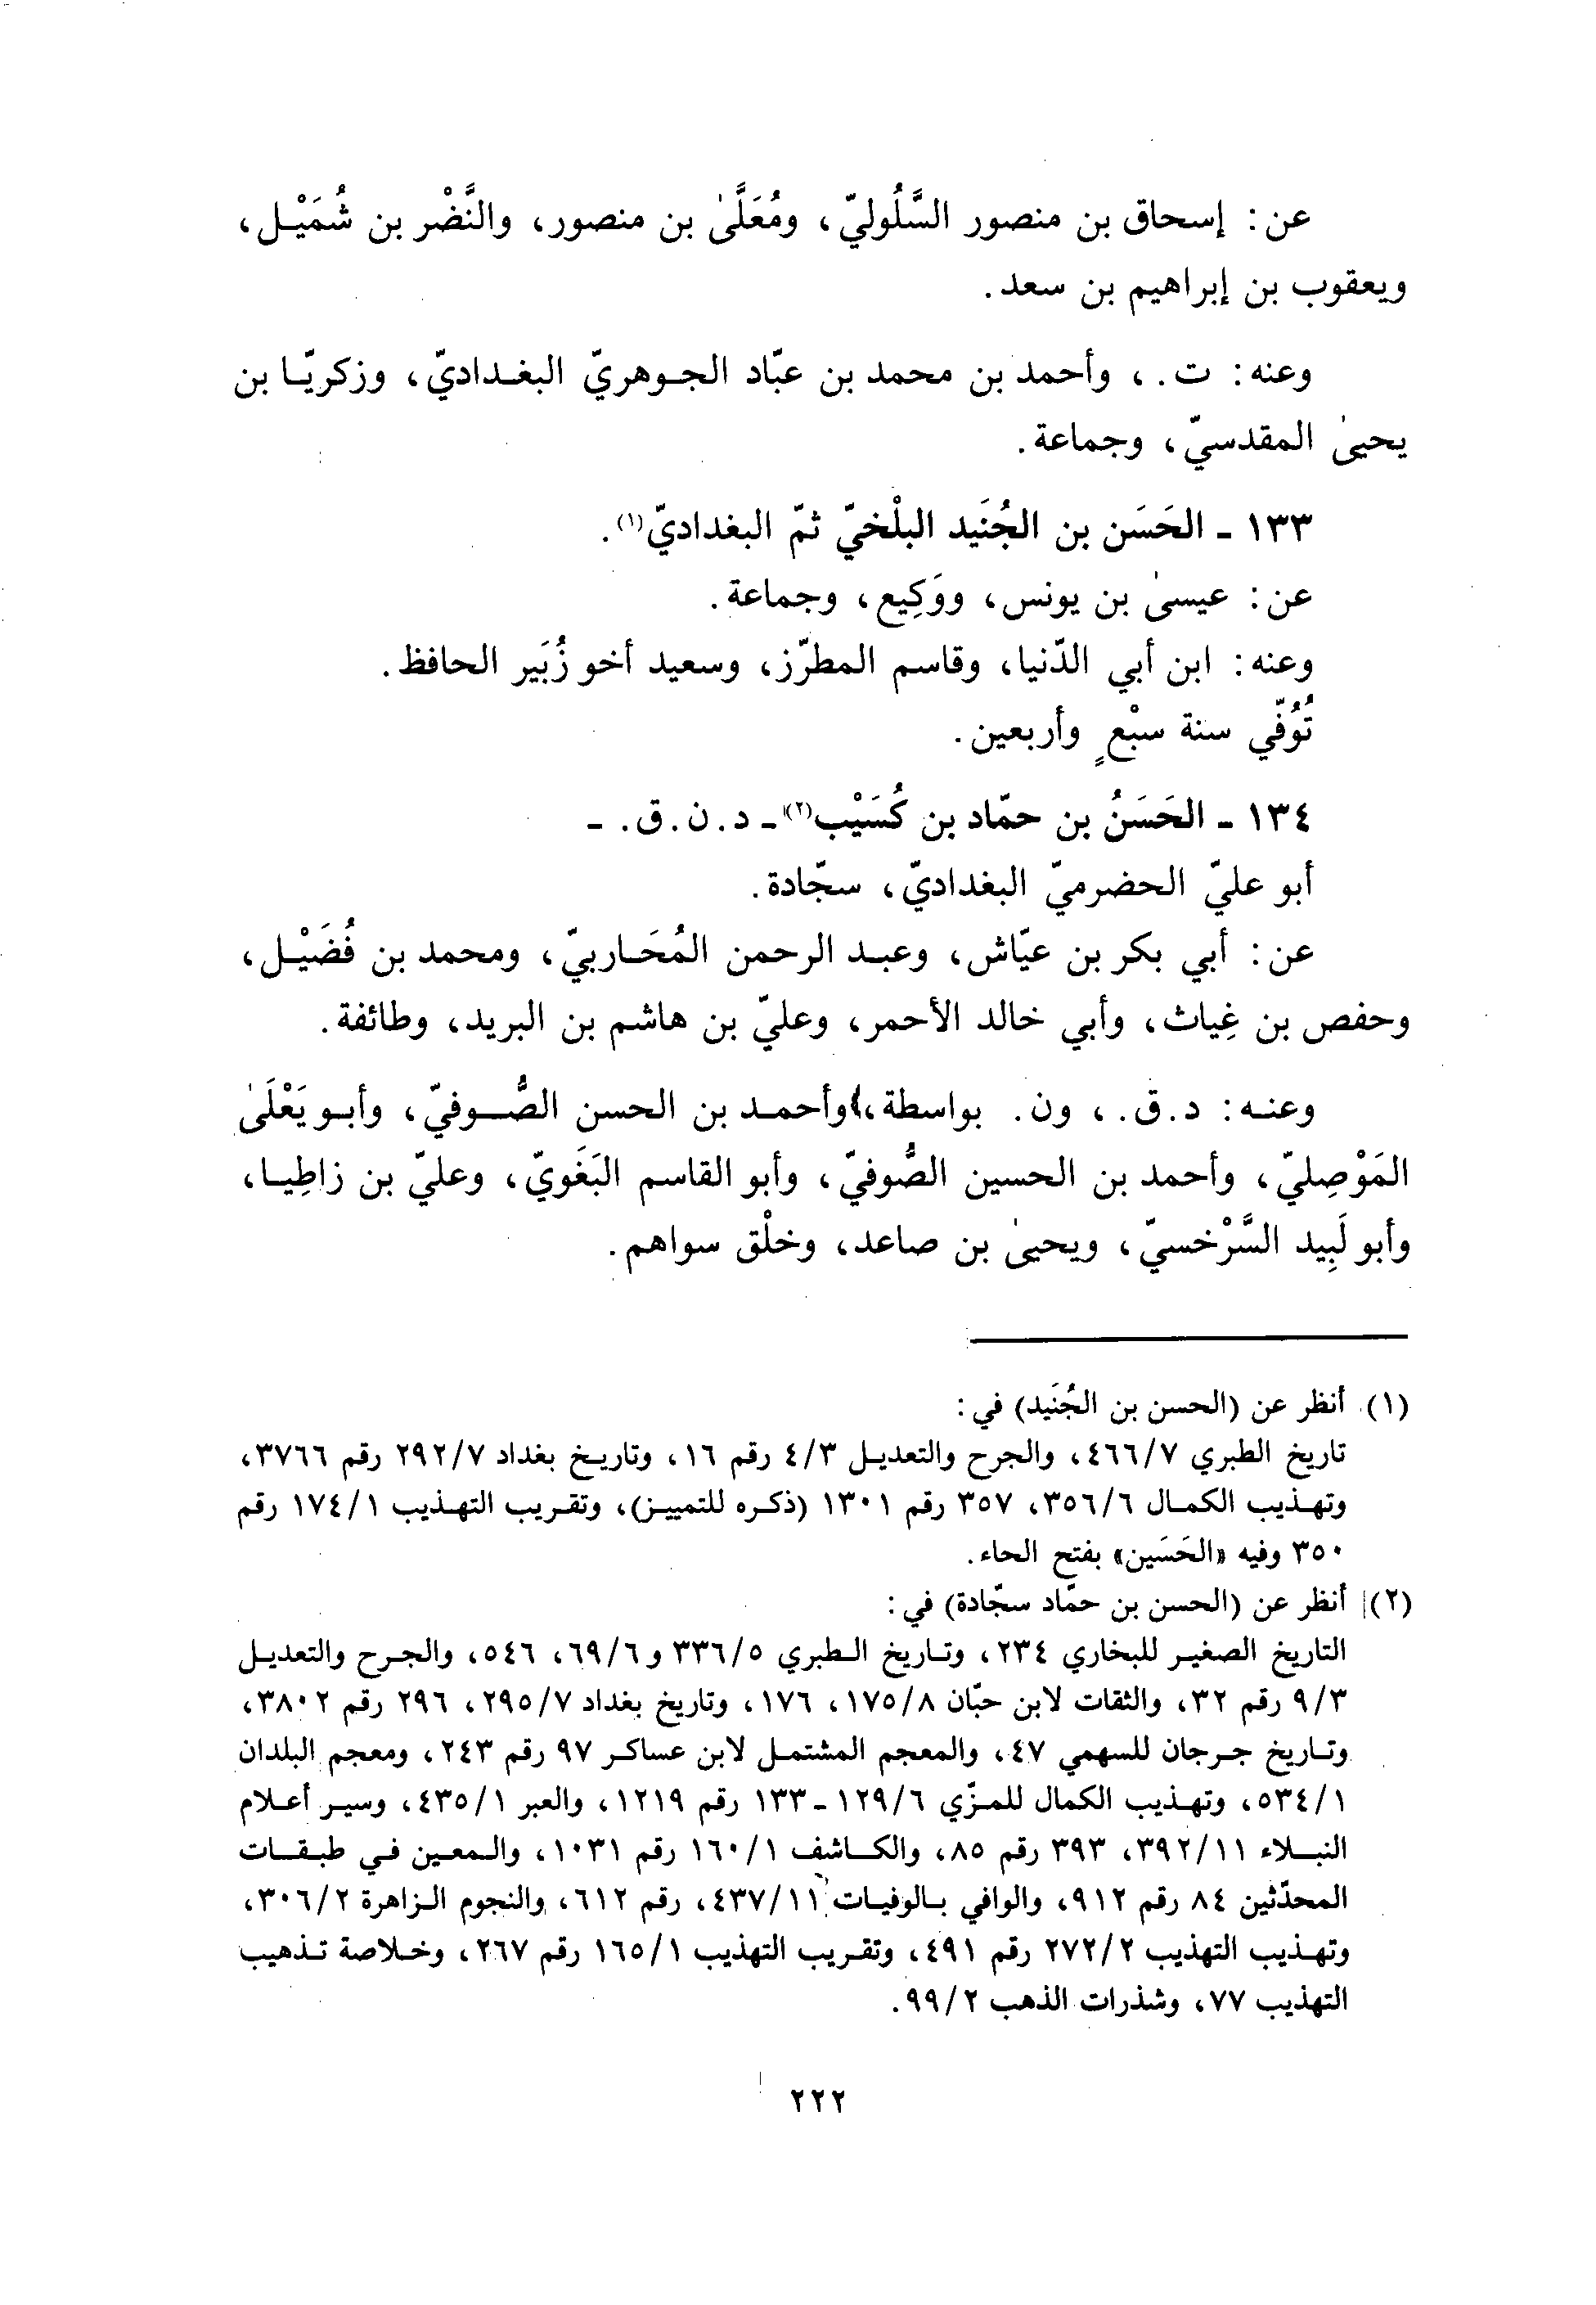 عن: إسحاق بن منصور السَّلُوليّ، ومُعَلَّىٰ بن منصور، والنَّضْر بن شُمَيْل،
ويعقوب بن إبراهيم بن سعد.
وعنه: ت.، وأحمد بن محمد بن عبّاد الجوهريّ البغداديّ، وزكريّا بن
يحيىٰ المقدسيّ، وجماعة.
١٣٣ - الحَسَن بن الجُنَيد البلْخيّ ثمّ البغداديّ(١).
عن: عيسىٰ بن يونس، ووَكِيع، وجماعة.
وعنه: ابن أبي الدّنيا، وقاسم المطرّز، وسعيد أخو زُبَير الحافظ.
تُوُفّي سنة سبْعٍ وأربعين.
١٣٤ - الحَسَنُ بن حمّاد بن كُسَيْب(٢) - د. ن. ق. -
أبو عليّ الحضرميّ البغداديّ، سجّادة.
عن: أبي بكر بن عيّاش، وعبد الرحمن المُحَاربيّ، ومحمد بن فُضَيْل،
وحفص بن غِياث، وأبي خالد الأحمر، وعليّ بن هاشم بن البريد، وطائفة.
وعنه: د. ق.، ون. بواسطة، وأحمد بن الحسن الصُّوفيّ، وأبو يَعْلَىٰ
المَوْصِليّ، وأحمد بن الحسين الصُّوفيّ، وأبو القاسم البَغَويّ، وعليّ بن زاطِيا،
وأبو لَبِيد السَّرْخسيّ، ويحيىٰ بن صاعد، وخلْق سواهم.
(١) أنظر عن (الحسن بن الجُنَيد) في:
تاريخ الطبري ٤٦٦/٧، والجرح والتعديل ٤/٣ رقم ١٦، وتاريخ بغداد ٢٩٢/٧ رقم ٣٧٦٦،
وتهذيب الكمال ٣٥٦/٦، ٣٥٧ رقم ١٣٠١ (ذكره للتمييز)، وتقريب التهذيب ١٧٤/١ رقم
٣٥٠ وفيه «الحَسَين» بفتح الحاء.
(٢) أنظر عن (الحسن بن حمّاد سجّادة) في:
التاريخ الصغير للبخاري ٢٣٤، وتاريخ الطبري ٣٣٦/٥ و ٦٩/٦، ٥٤٦، والجرح والتعديل
٩/٣ رقم ٣٢، والثقات لابن حبّان ١٧٥/٨، ١٧٦، وتاريخ بغداد ٢٩٥/٧، ٢٩٦ رقم ٣٨٠٢،
وتاريخ جرجان للسهمي ٤٧، والمعجم المشتمل لابن عساكر ٩٧ رقم ٢٤٣، ومعجم البلدان
٥٣٤/١، وتهذيب الكمال للمزّي ١٢٩/٦ - ١٣٣ رقم ١٢١٩، والعبر ٤٣٥/١، وسير أعلام
النبلاء ٣٩٢/١١، ٣٩٣ رقم ٨٥، والكاشف ١٦٠/١ رقم ١٠٣١، والمعين في طبقات
المحدّثين ٨٤ رقم ٩١٢، والوافي بالوفيات ٤٣٧/١١، رقم ٦١٢، والنجوم الزاهرة ٣٠٦/٢،
وتهذيب التهذيب ٢٧٢/٢ رقم ٤٩١، وتقريب التهذيب ١٦٥/١ رقم ٢٦٧، وخلاصة تذهيب
التهذيب ٧٧، وشذرات الذهب ٩٩/٢.
٢٢٢